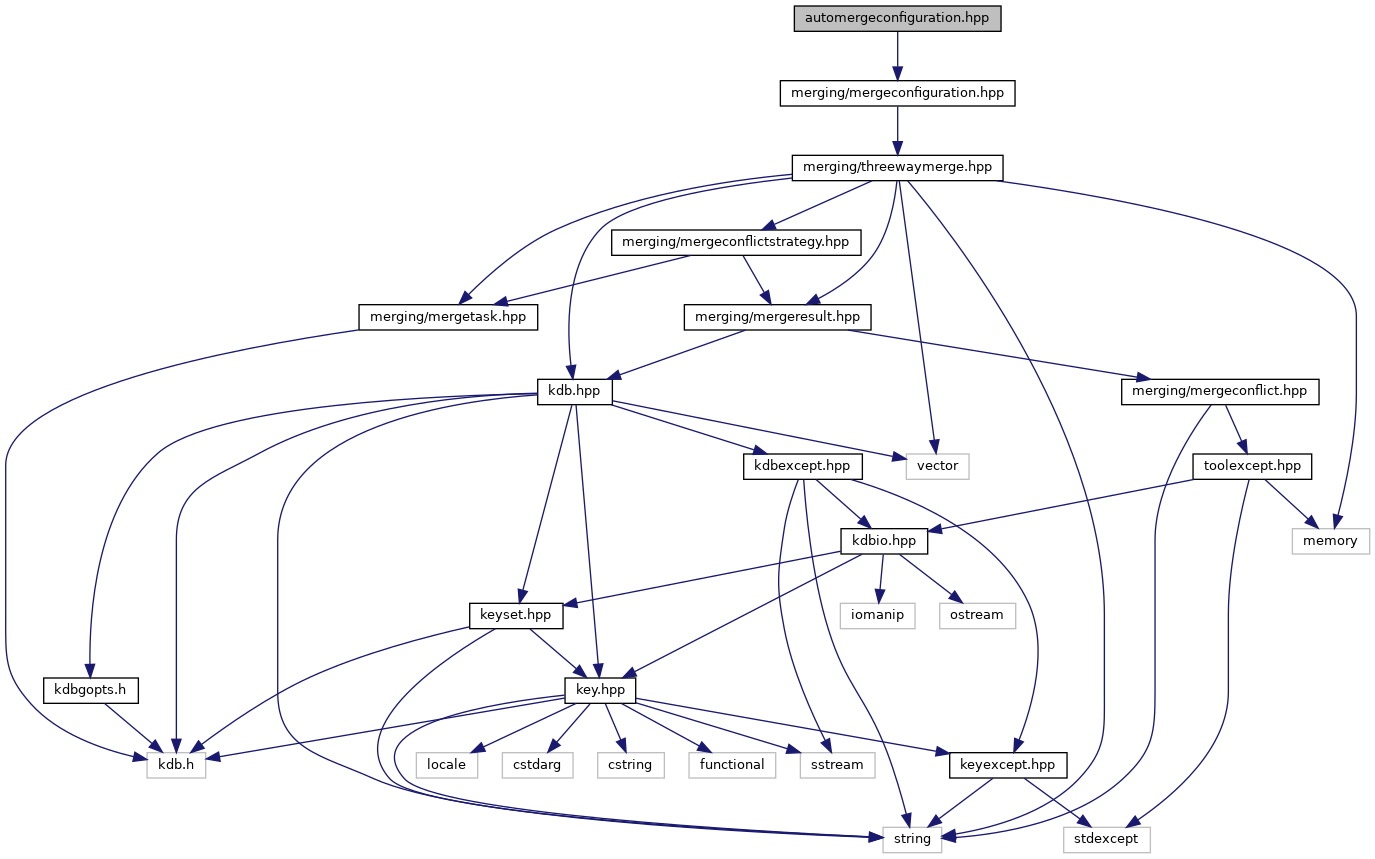 automergeconfiguration.hpp
merging/mergeconfiguration.hpp
merging/threewaymerge.hpp
merging/mergeconflictstrategy.hpp
merging/mergetask.hpp
merging/mergeresult.hpp
kdb.hpp
merging/mergeconflict.hpp
kdbexcept.hpp
vector
toolexcept.hpp
kdbio.hpp
memory
keyset.hpp
iomanip
ostream
kdbgopts.h
key.hpp
kdb.h
locale
cstdarg
cstring
functional
sstream
keyexcept.hpp
string
stdexcept